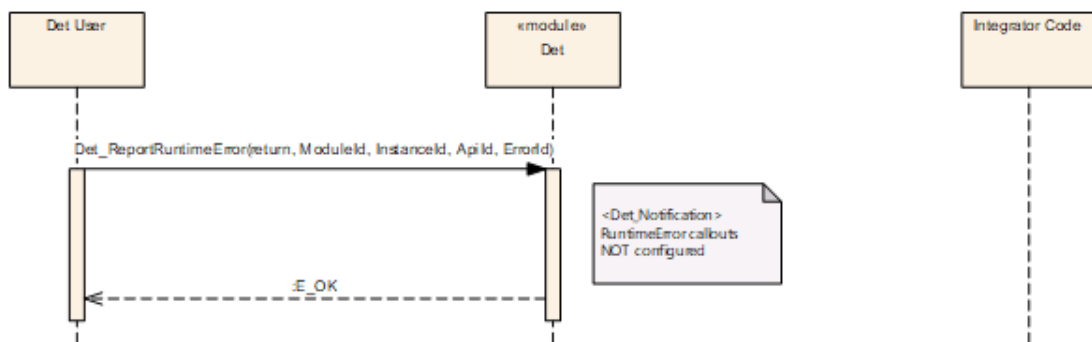 Det User
«module»
Det
Integrator Code
Det_ReportRuntimeError(return, ModuleId, InstanceId, ApiId, ErrorId)
<Det_Notification>
RuntimeError callouts
NOT configured
:E_OK